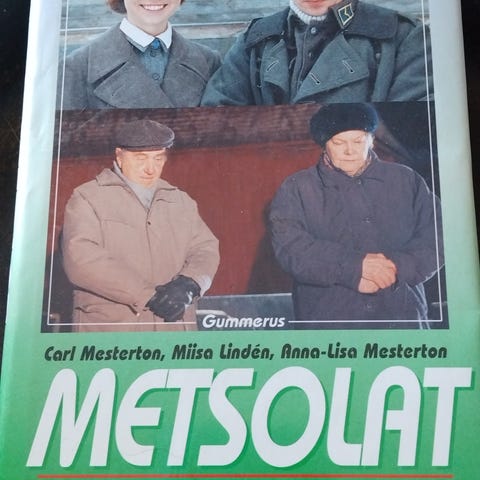 Gummerus
Carl Mesterton, Miisa Lindén, Anna-Lisa Mesterton
METSOLAT